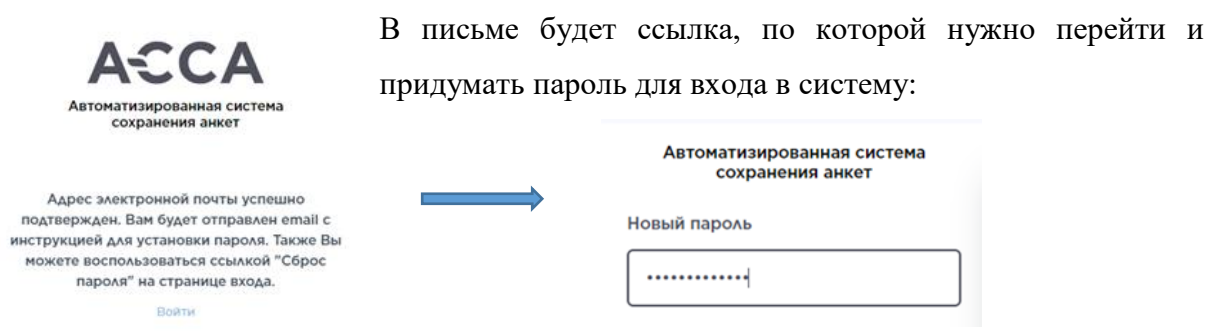 АССА
Автоматизированная система
сохранения анкет
Адрес электронной почты успешно
подтвержден. Вам будет отправлен email с
инструкцией для установки пароля. Также Вы
можете воспользоваться ссылкой "Сброс
пароля" на странице входа.
Войти
В письме будет ссылка, по которой нужно перейти и
придумать пароль для входа в систему:
Автоматизированная система
сохранения анкет
Новый пароль
•••••••••••••